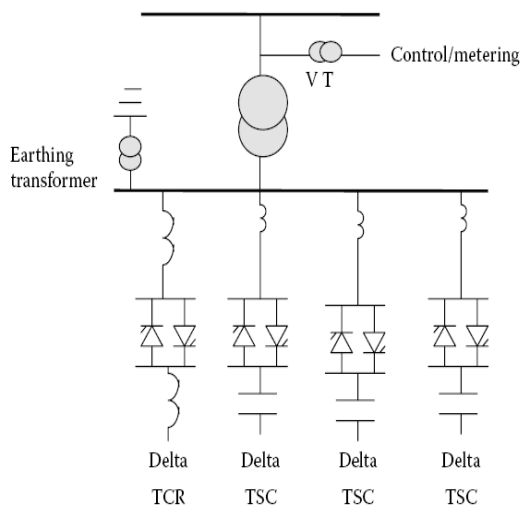 Control/metering
V T
Earthing
transformer
Delta Delta Delta Delta
TCR TSC TSC TSC